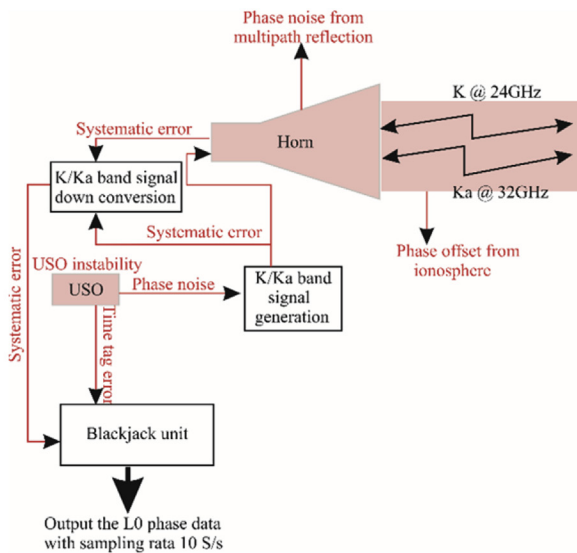 Phase noise from
multipath reflection
K @ 24GHz
Systematic error
Horn
K/Ka band signal
down conversion
Ka @ 32GHz
Systematic error
Phase offset from
ionosphere
USO instability
USO
Phase noise
K/Ka band
signal
generation
Systematic error
Time tag error
Blackjack unit
Output the L0 phase data
with sampling rata 10 S/s